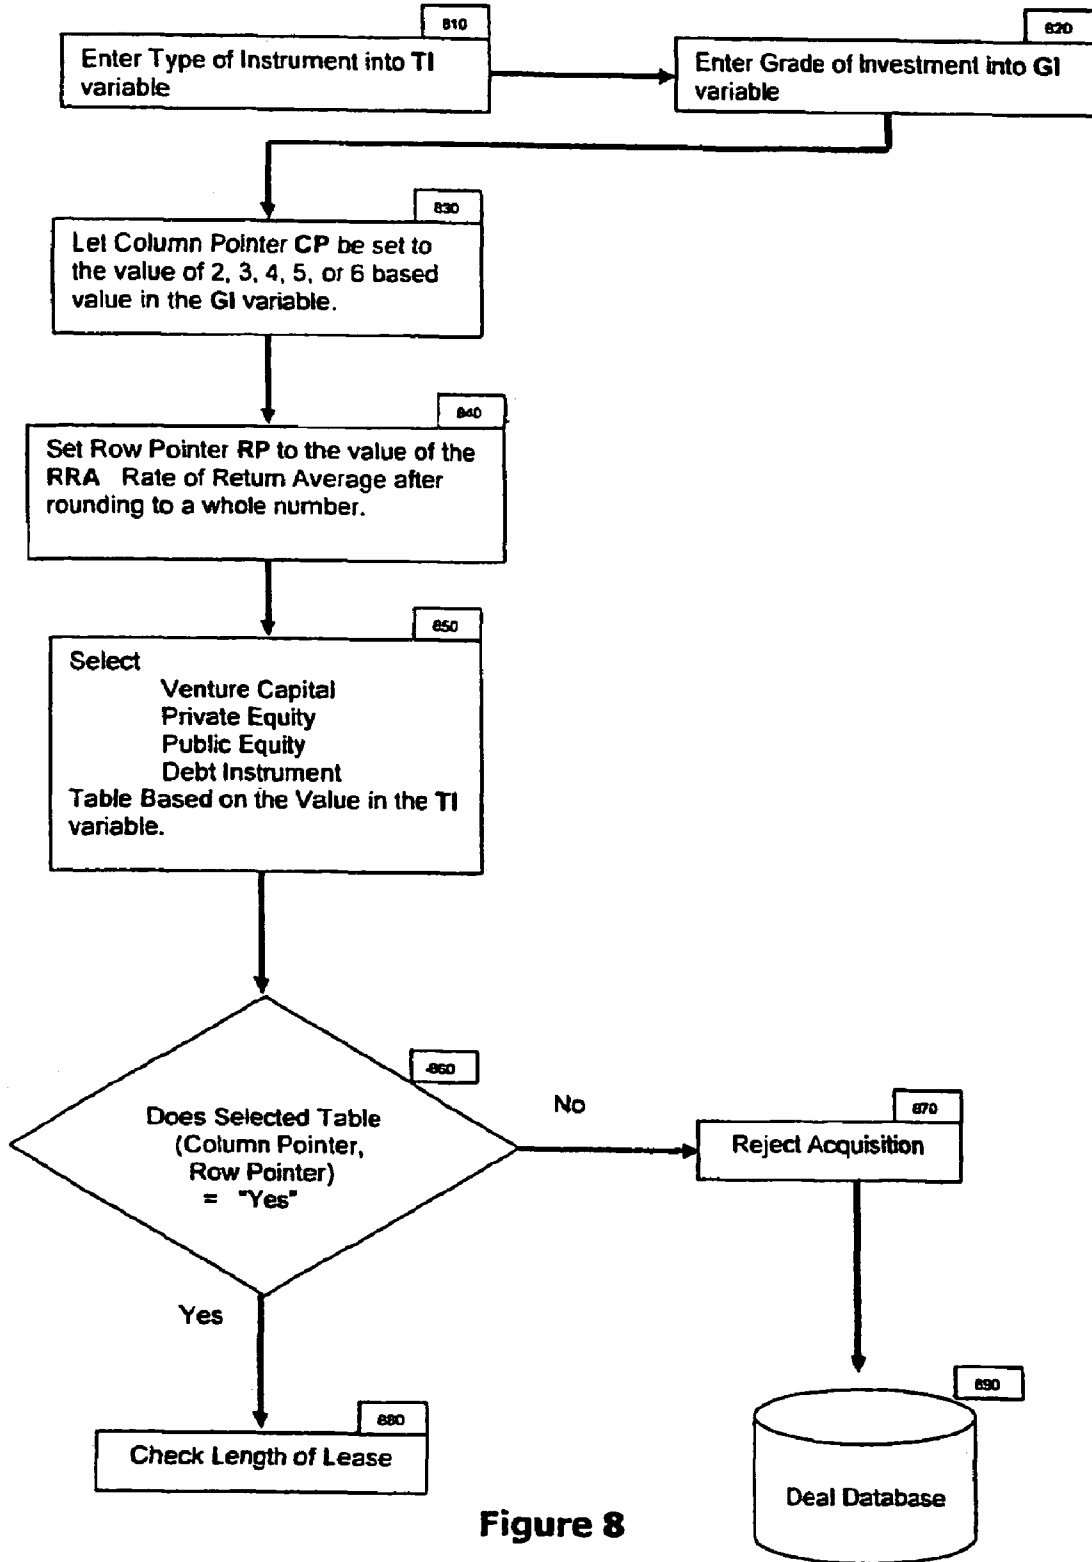 810
Enter Type of Instrument into TI
variable
820
Enter Grade of Investment into GI
variable
830
Let Column Pointer CP be set to
the value of 2, 3, 4, 5, or 6 based
value in the GI variable.
840
Set Row Pointer RP to the value of the
RRA Rate of Return Average after
rounding to a whole number.
850
Select
Venture Capital
Private Equity
Public Equity
Debt Instrument
Table Based on the Value in the TI
variable.
860
Does Selected Table
(Column Pointer,
Row Pointer)
= "Yes"
No
870
Reject Acquisition
Yes
880
Check Length of Lease
890
Deal Database
Figure 8